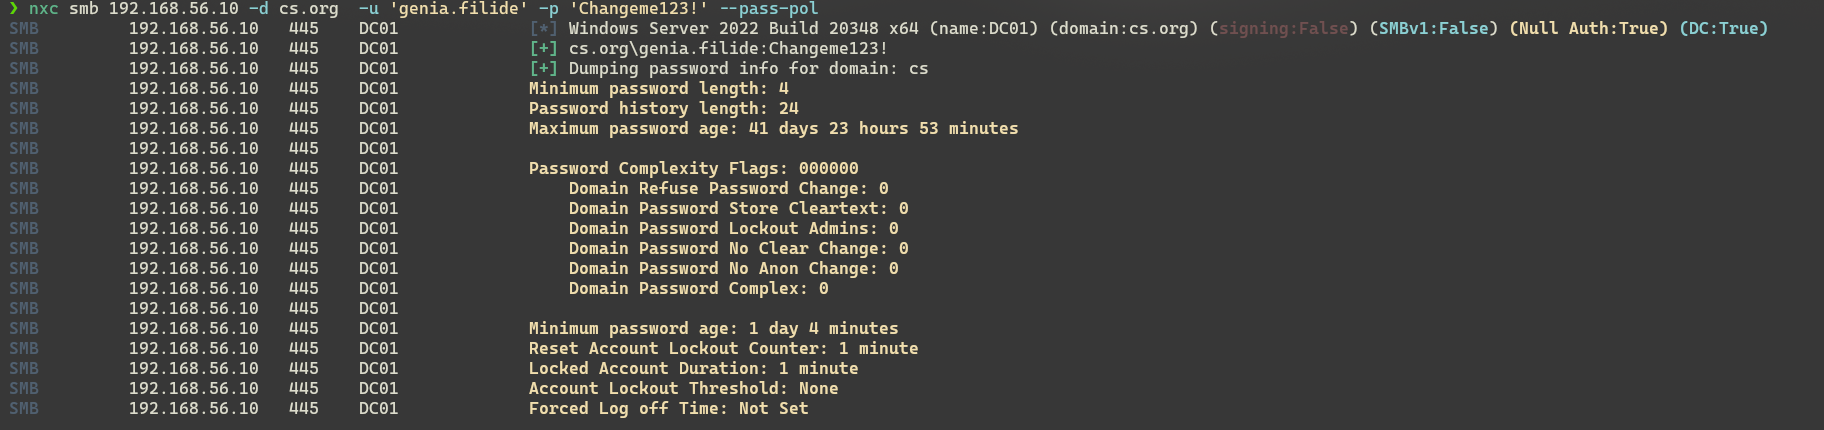 ❯ nxc smb 192.168.56.10 -d cs.org  -u 'genia.filide' -p 'Changeme123!' --pass-pol
SMB         192.168.56.10   445    DC01             [*] Windows Server 2022 Build 20348 x64 (name:DC01) (domain:cs.org) (signing:False) (SMBv1:False) (Null Auth:True) (DC:True)
SMB         192.168.56.10   445    DC01             [+] cs.org\genia.filide:Changeme123!
SMB         192.168.56.10   445    DC01             [+] Dumping password info for domain: cs
SMB         192.168.56.10   445    DC01             Minimum password length: 4
SMB         192.168.56.10   445    DC01             Password history length: 24
SMB         192.168.56.10   445    DC01             Maximum password age: 41 days 23 hours 53 minutes
SMB         192.168.56.10   445    DC01
SMB         192.168.56.10   445    DC01             Password Complexity Flags: 000000
SMB         192.168.56.10   445    DC01                 Domain Refuse Password Change: 0
SMB         192.168.56.10   445    DC01                 Domain Password Store Cleartext: 0
SMB         192.168.56.10   445    DC01                 Domain Password Lockout Admins: 0
SMB         192.168.56.10   445    DC01                 Domain Password No Clear Change: 0
SMB         192.168.56.10   445    DC01                 Domain Password No Anon Change: 0
SMB         192.168.56.10   445    DC01                 Domain Password Complex: 0
SMB         192.168.56.10   445    DC01
SMB         192.168.56.10   445    DC01             Minimum password age: 1 day 4 minutes
SMB         192.168.56.10   445    DC01             Reset Account Lockout Counter: 1 minute
SMB         192.168.56.10   445    DC01             Locked Account Duration: 1 minute
SMB         192.168.56.10   445    DC01             Account Lockout Threshold: None
SMB         192.168.56.10   445    DC01             Forced Log off Time: Not Set